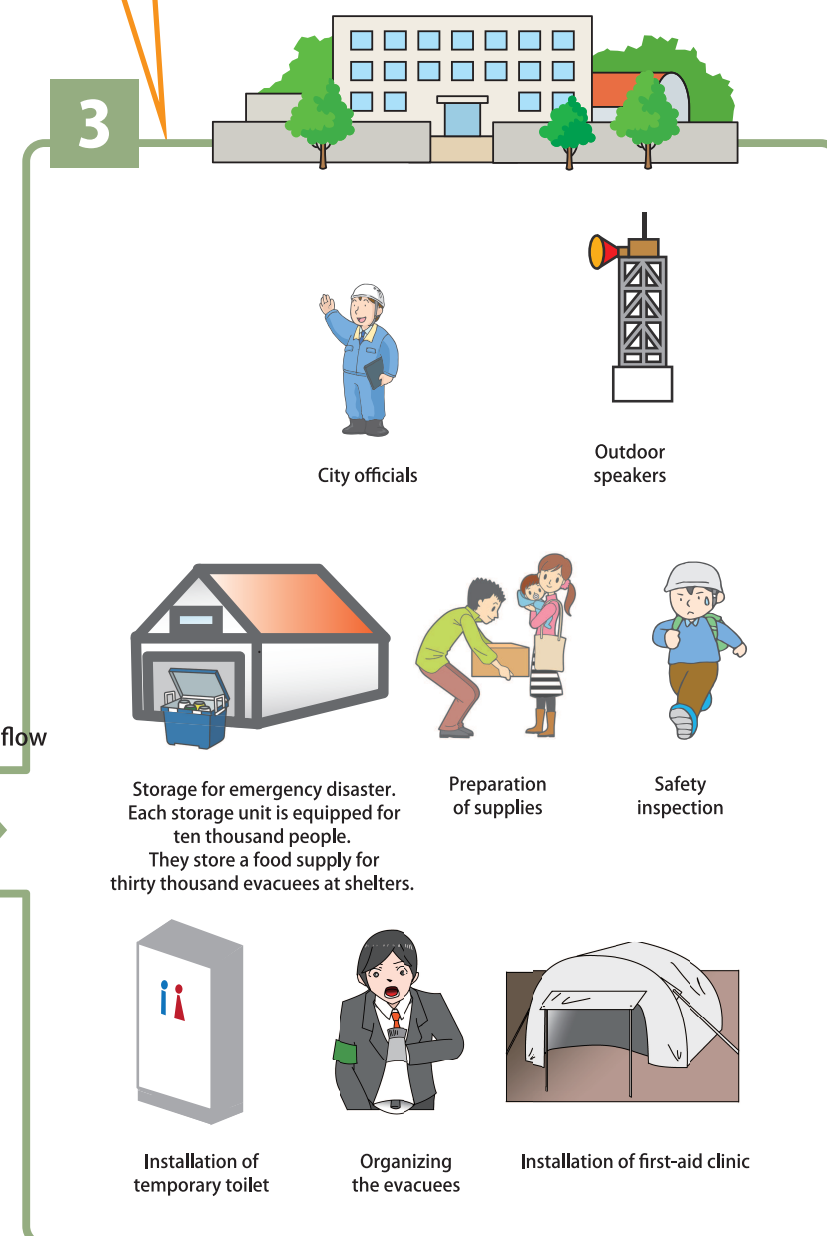 3
City officials
Outdoor
speakers
flow
Storage for emergency disaster.
Each storage unit is equipped for
ten thousand people.
They store a food supply for
thirty thousand evacuees at shelters.
Preparation
of supplies
Safety
inspection
Installation of
temporary toilet
Organizing
the evacuees
Installation of first-aid clinic